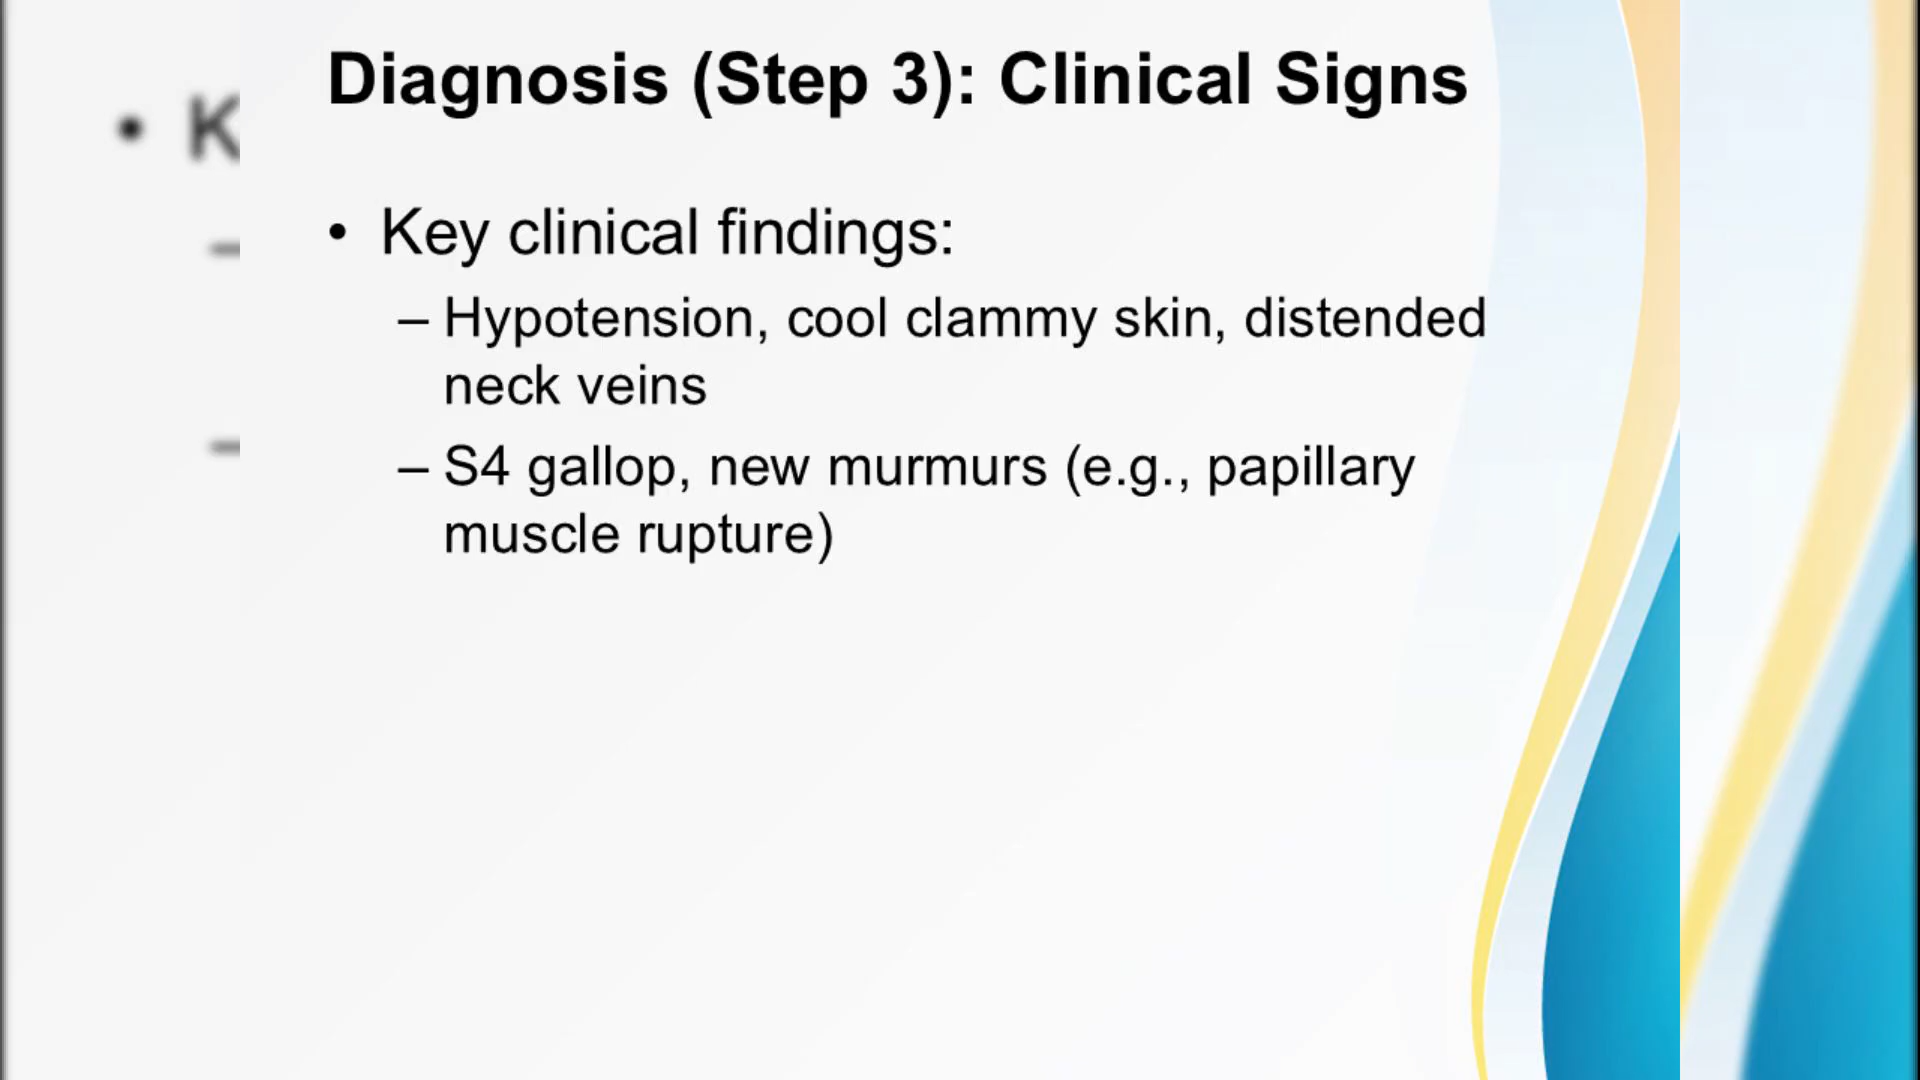 Diagnosis (Step 3): Clinical Signs
• Key clinical findings:
– Hypotension, cool clammy skin, distended
neck veins
– S4 gallop, new murmurs (e.g., papillary
muscle rupture)